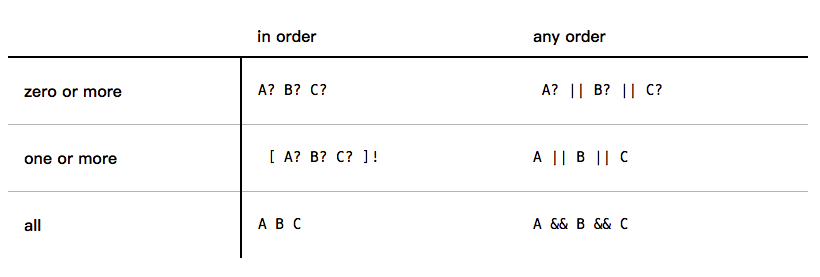 in order any order
zero or more A? B? C? A? || B? || C?
one or more [ A? B? C? ]! A || B || C
all A B C A && B && C